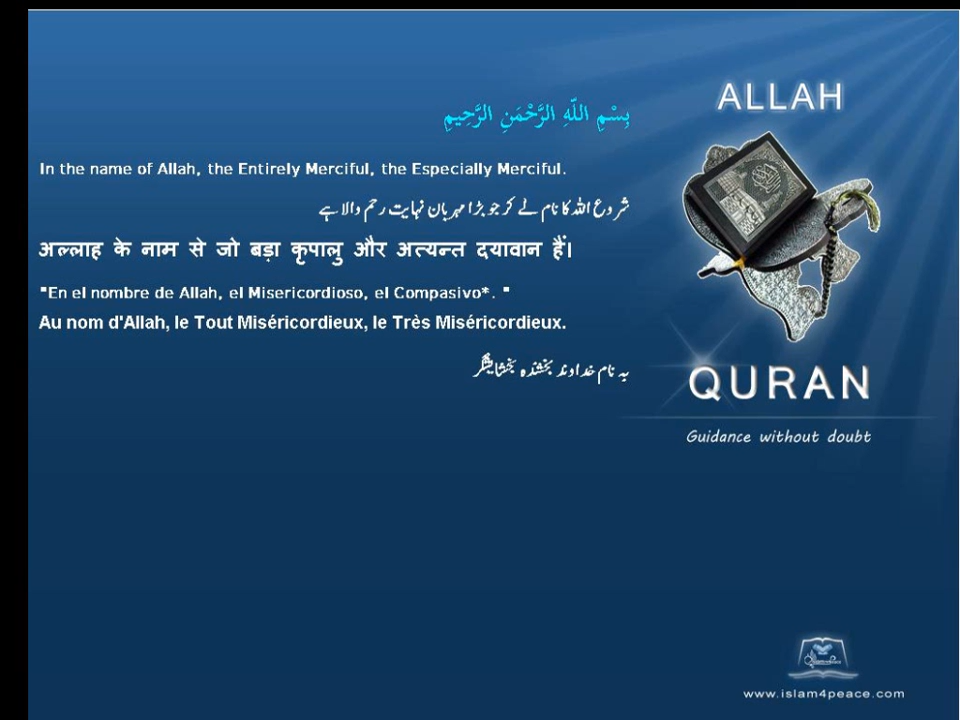 بِسْمِ اللَّهِ الرَّحْمَنِ الرَّحِيمِ
In the name of Allah, the Entirely Merciful, the Especially Merciful.
شروع اللہ کا نام لے کر جو بڑا مہربان نہایت رحم والا ہے
अल्लाह के नाम से जो बड़ा कृपालु और अत्यन्त दयावान हैं।
"En el nombre de Allah, el Misericordioso, el Compasivo*. "
Au nom d'Allah, le Tout Miséricordieux, le Très Miséricordieux.
به نام خداوند بخشنده بخشایشگر
ALLAH
QURAN
Guidance without doubt
www.islam4peace.com